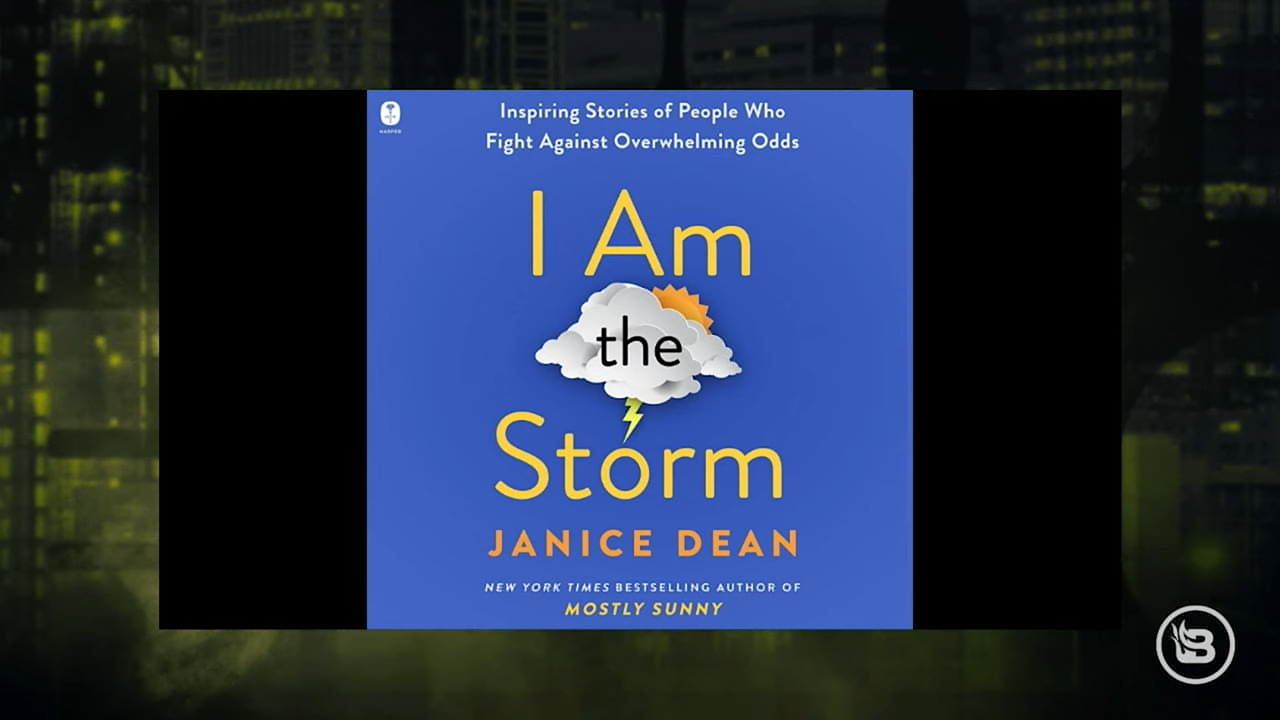 Inspiring Stories of People Who
Fight Against Overwhelming Odds
HARPER
I Am
the
Storm
JANICE DEAN
NEW YORK TIMES BESTSELLING AUTHOR OF
MOSTLY SUNNY
B